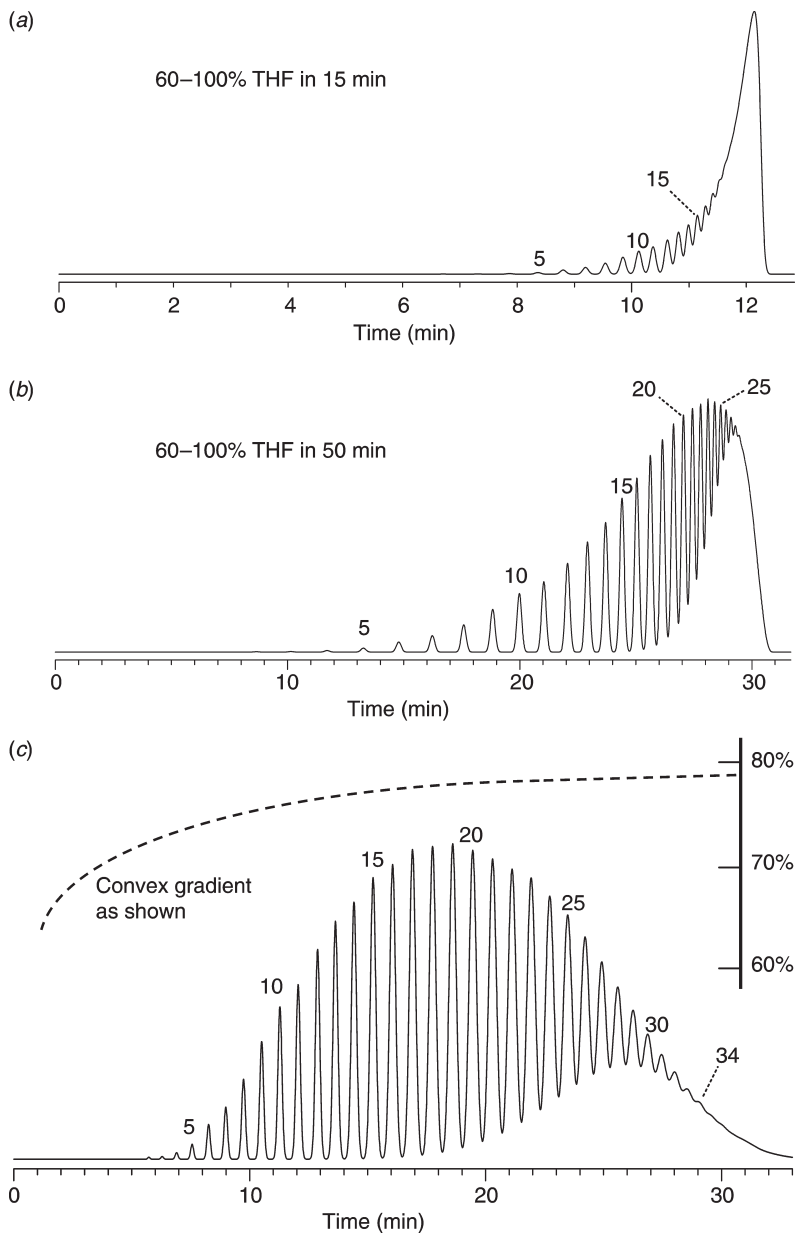 (a)
60–100% THF in 15 min
15
10
5
0 2 4 6 8 10 12
Time (min)
(b)
20 25
60–100% THF in 50 min
15
10
5
0 10 20 30
Time (min)
(c)
80%
20
15
70%
Convex gradient
as shown
25
60%
10
30
34
5
0 10 20 30
Time (min)